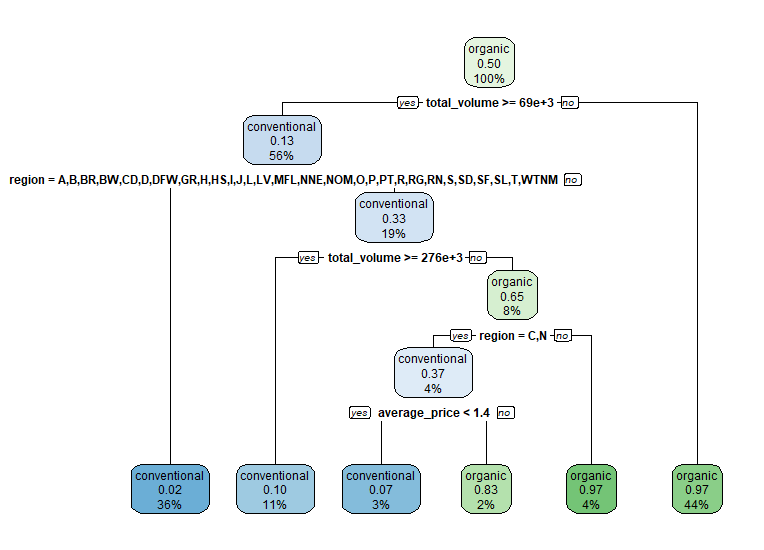 organic
0.50
100%
yes total_volume >= 69e+3 no
conventional
0.13
56%
region = A,B,BR,BW,CD,D,DFW,GR,H,HS,I,J,L,LV,MFL,NNE,NOM,O,P,PT,R,RG,RN,S,SD,SF,SL,T,WTNM no
conventional
0.33
19%
yes total_volume >= 276e+3 no
organic
0.65
8%
yes region = C,N no
conventional
0.37
4%
yes average_price < 1.4 no
conventional
0.02
36%
conventional
0.10
11%
conventional
0.07
3%
organic
0.83
2%
organic
0.97
4%
organic
0.97
44%